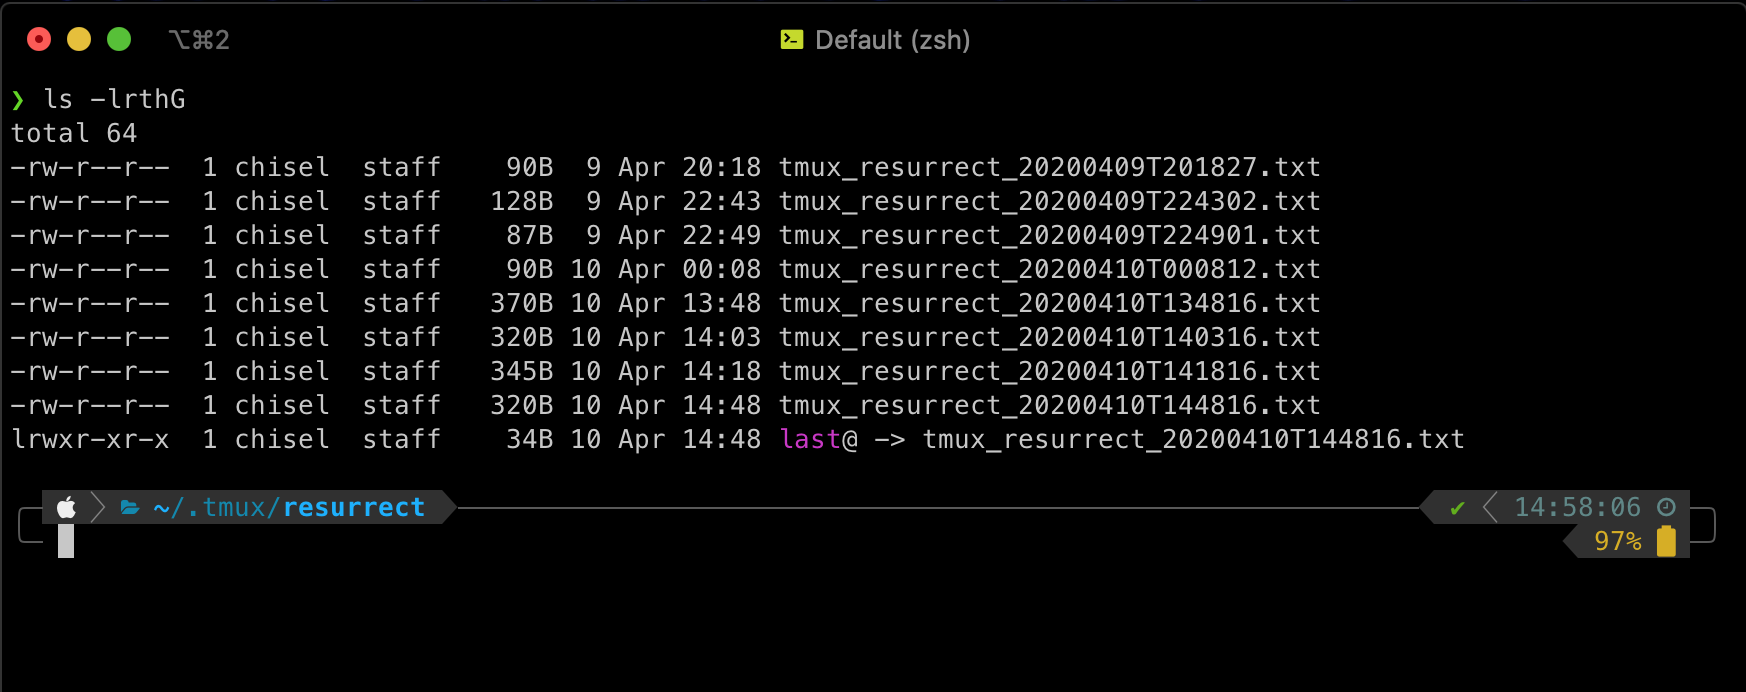 ⌥⌘2 Default (zsh)
❯ ls -lrthG
total 64
-rw-r--r--  1 chisel  staff    90B  9 Apr 20:18 tmux_resurrect_20200409T201827.txt
-rw-r--r--  1 chisel  staff   128B  9 Apr 22:43 tmux_resurrect_20200409T224302.txt
-rw-r--r--  1 chisel  staff    87B  9 Apr 22:49 tmux_resurrect_20200409T224901.txt
-rw-r--r--  1 chisel  staff    90B 10 Apr 00:08 tmux_resurrect_20200410T000812.txt
-rw-r--r--  1 chisel  staff   370B 10 Apr 13:48 tmux_resurrect_20200410T134816.txt
-rw-r--r--  1 chisel  staff   320B 10 Apr 14:03 tmux_resurrect_20200410T140316.txt
-rw-r--r--  1 chisel  staff   345B 10 Apr 14:18 tmux_resurrect_20200410T141816.txt
-rw-r--r--  1 chisel  staff   320B 10 Apr 14:48 tmux_resurrect_20200410T144816.txt
lrwxr-xr-x  1 chisel  staff    34B 10 Apr 14:48 last@ -> tmux_resurrect_20200410T144816.txt
~/.tmux/resurrect ✔ 14:58:06
97%